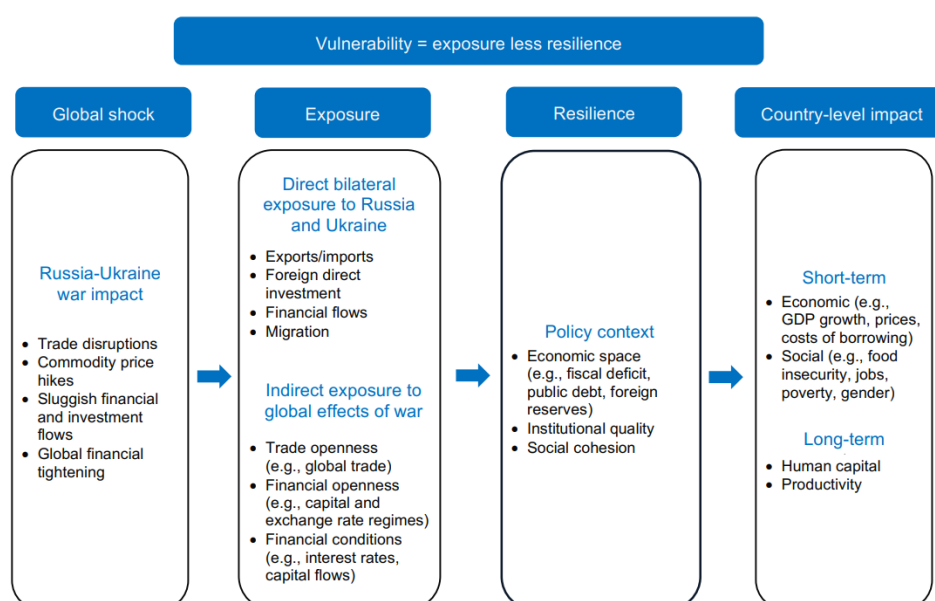 Vulnerability = exposure less resilience
Global shock
Exposure
Resilience
Country-level impact
Russia-Ukraine
war impact
• Trade disruptions
• Commodity price
hikes
• Sluggish financial
and investment
flows
• Global financial
tightening
Direct bilateral
exposure to Russia
and Ukraine
• Exports/imports
• Foreign direct
investment
• Financial flows
• Migration
Indirect exposure to
global effects of war
• Trade openness
(e.g., global trade)
• Financial openness
(e.g., capital and
exchange rate regimes)
• Financial conditions
(e.g., interest rates,
capital flows)
Policy context
• Economic space
(e.g., fiscal deficit,
public debt, foreign
reserves)
• Institutional quality
• Social cohesion
Short-term
• Economic (e.g.,
GDP growth, prices,
costs of borrowing)
• Social (e.g., food
insecurity, jobs,
poverty, gender)
Long-term
• Human capital
• Productivity